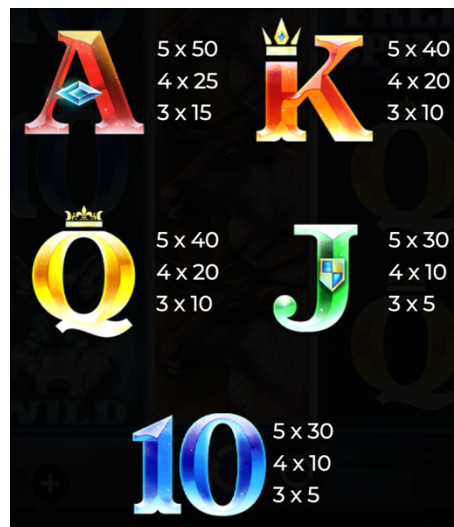 A
5 x 50
4 x 25
3 x 15
K
5 x 40
4 x 20
3 x 10
Q
5 x 40
4 x 20
3 x 10
J
5 x 30
4 x 10
3 x 5
10
5 x 30
4 x 10
3 x 5
WILD